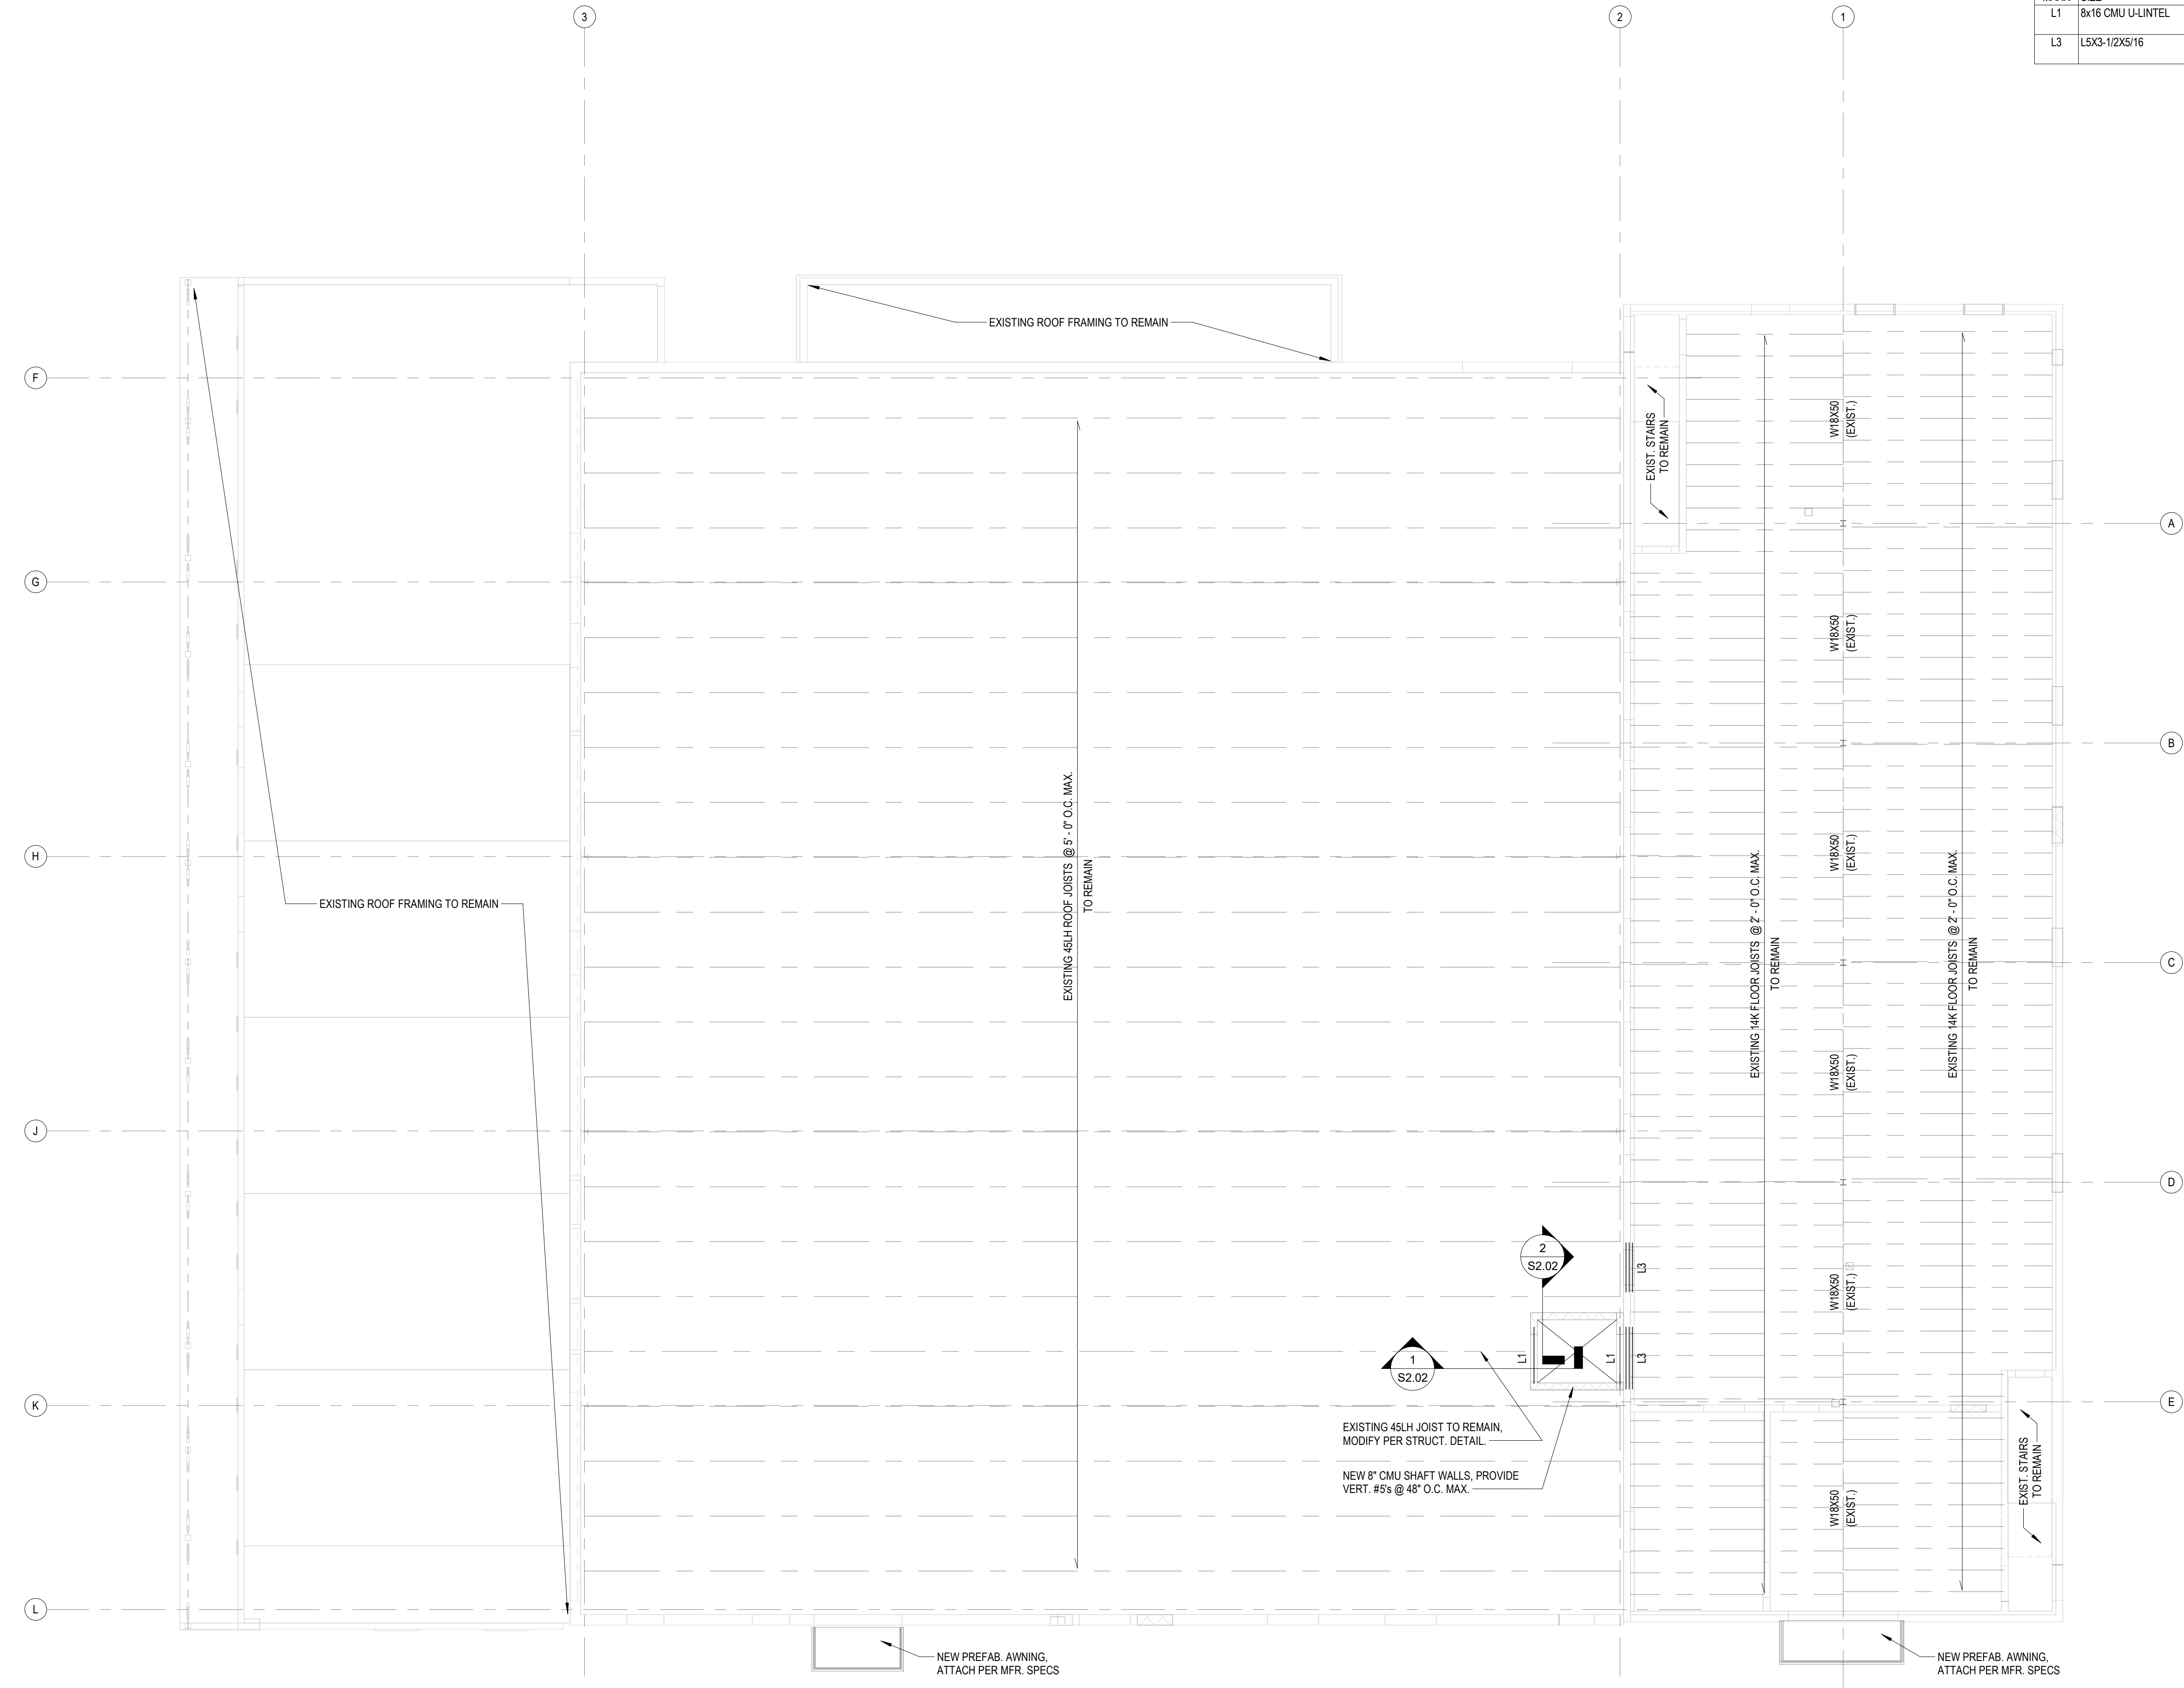 3
2
1
L1 8x16 CMU U-LINTEL
L3 L5X3-1/2X5/16
EXISTING ROOF FRAMING TO REMAIN
F
EXIST. STAIRS
TO REMAIN
W18X50
(EXIST.)
A
G
W18X50
(EXIST.)
B
EXISTING 45LH ROOF JOISTS @ 5' - 0" O.C. MAX.
TO REMAIN
H
W18X50
(EXIST.)
EXISTING 14K FLOOR JOISTS @ 2' - 0" O.C. MAX.
TO REMAIN
EXISTING 14K FLOOR JOISTS @ 2' - 0" O.C. MAX.
TO REMAIN
EXISTING ROOF FRAMING TO REMAIN
C
W18X50
(EXIST.)
J
D
2
S2.02
L3
W18X50
(EXIST.)
1
S2.02
L1
L1
L3
K
E
EXISTING 45LH JOIST TO REMAIN,
MODIFY PER STRUCT. DETAIL.
NEW 8" CMU SHAFT WALLS, PROVIDE
VERT. #5's @ 48" O.C. MAX.
W18X50
(EXIST.)
EXIST. STAIRS
TO REMAIN
L
NEW PREFAB. AWNING,
ATTACH PER MFR. SPECS
NEW PREFAB. AWNING,
ATTACH PER MFR. SPECS